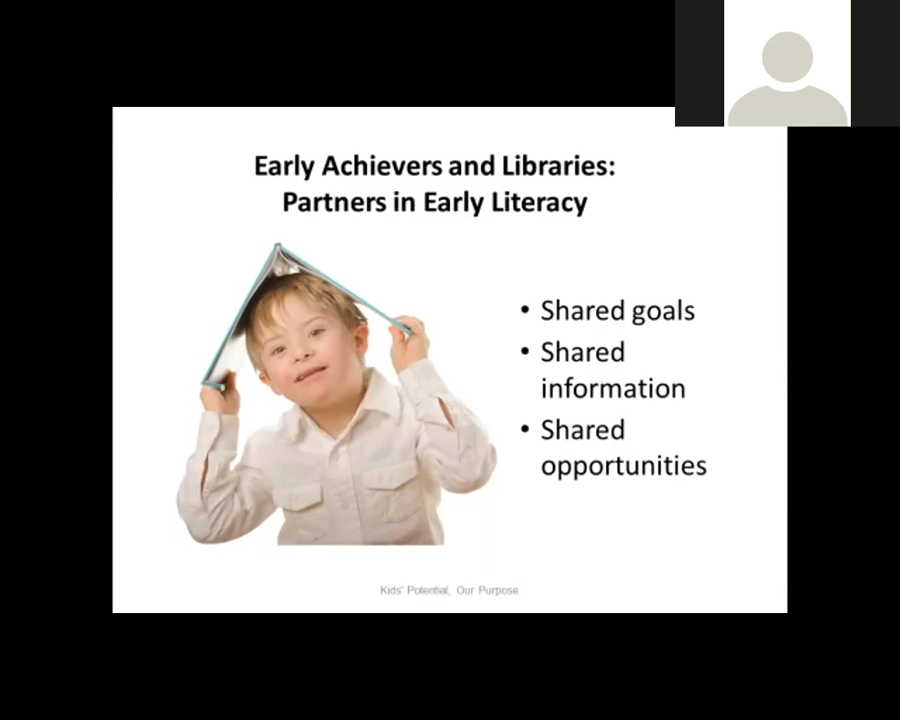 Early Achievers and Libraries:
Partners in Early Literacy
• Shared goals
• Shared
information
• Shared
opportunities
Kids' Potential, Our Purpose